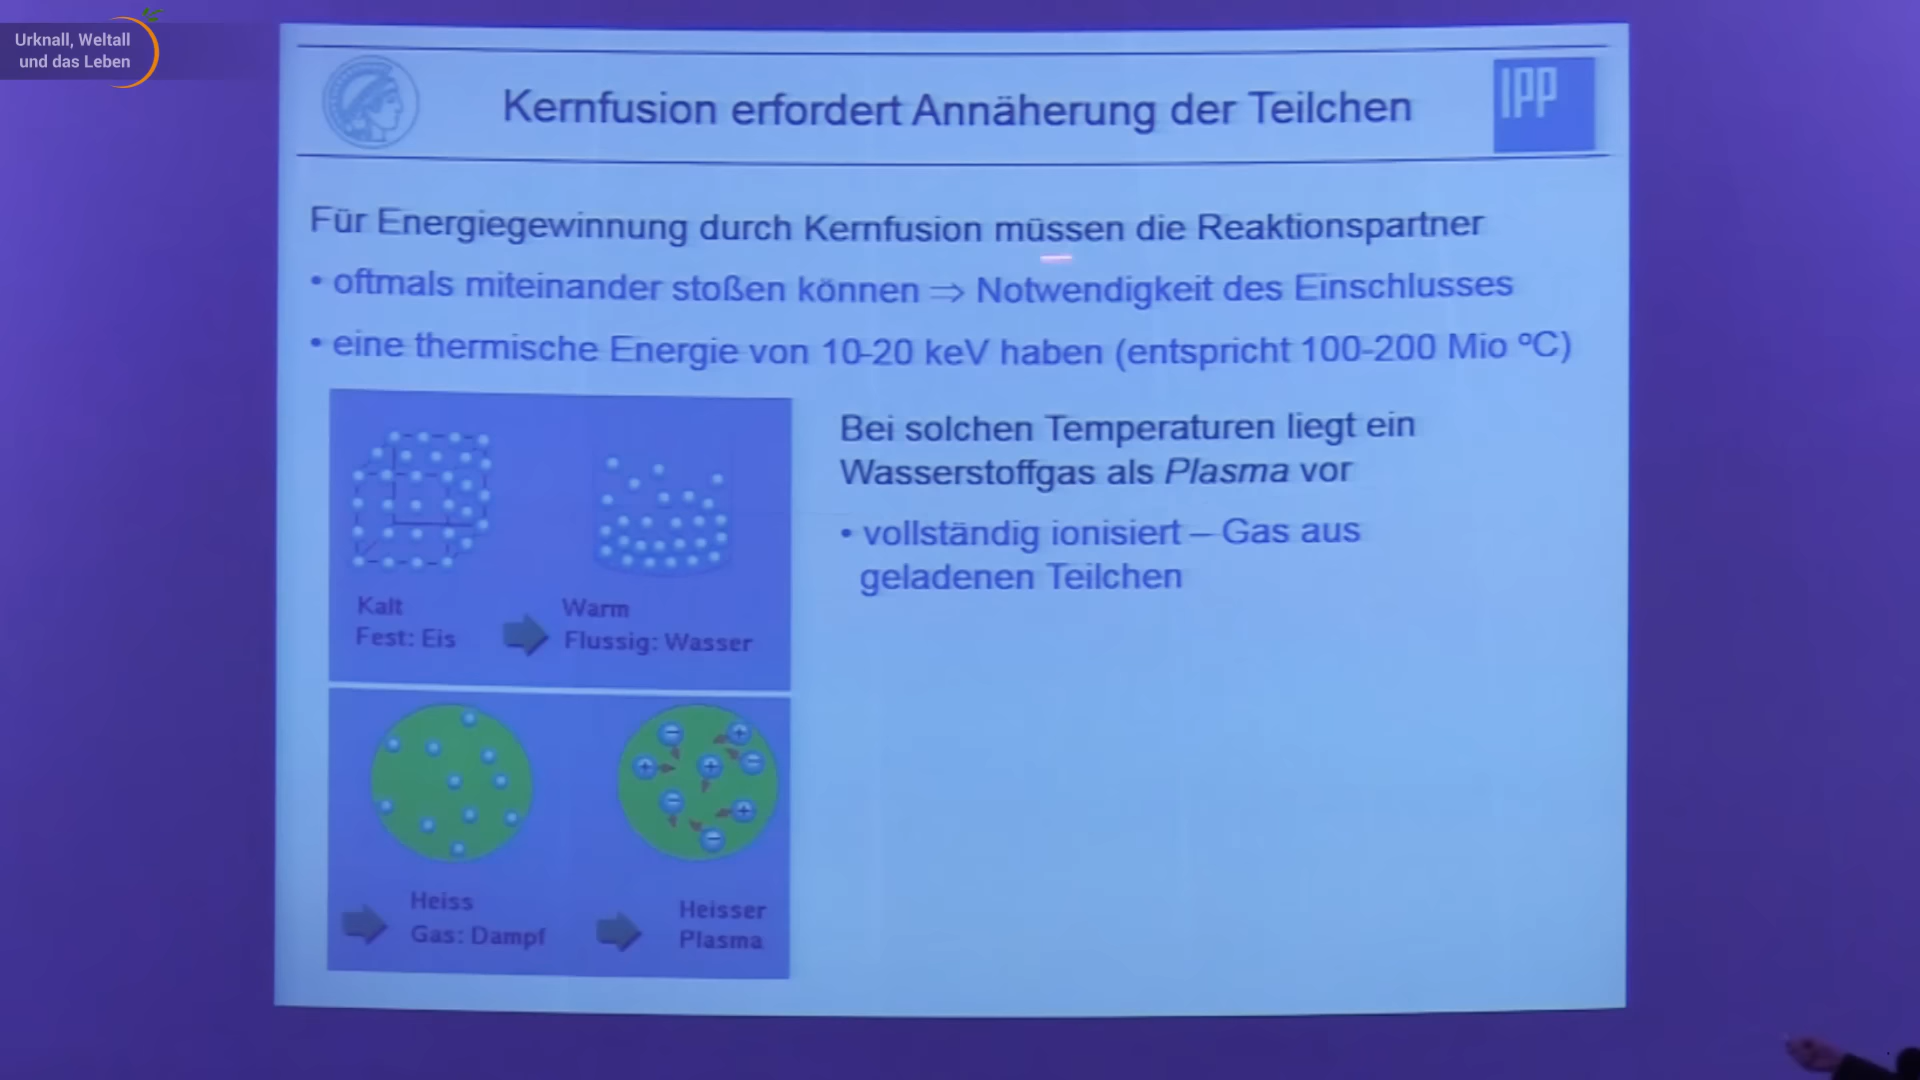 Urknall, Weltall
und das Leben
Kernfusion erfordert Annäherung der Teilchen
IPP
Für Energiegewinnung durch Kernfusion müssen die Reaktionspartner
• oftmals miteinander stoßen können ⇒ Notwendigkeit des Einschlusses
• eine thermische Energie von 10-20 keV haben (entspricht 100-200 Mio °C)
Bei solchen Temperaturen liegt ein
Wasserstoffgas als Plasma vor
• vollständig ionisiert – Gas aus
geladenen Teilchen
Kalt
Fest: Eis
Warm
Flussig: Wasser
Heiss
Gas: Dampf
Heisser
Plasma